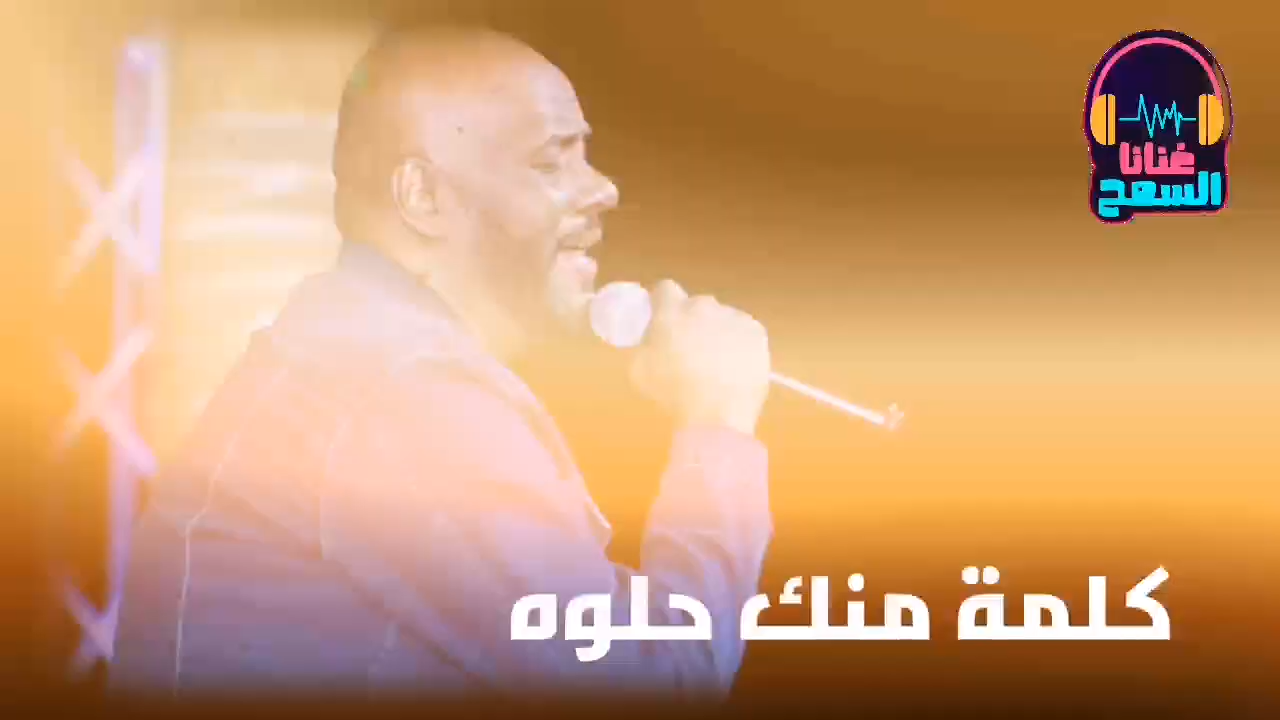 غنانا
السمح
كلمة منك حلوه